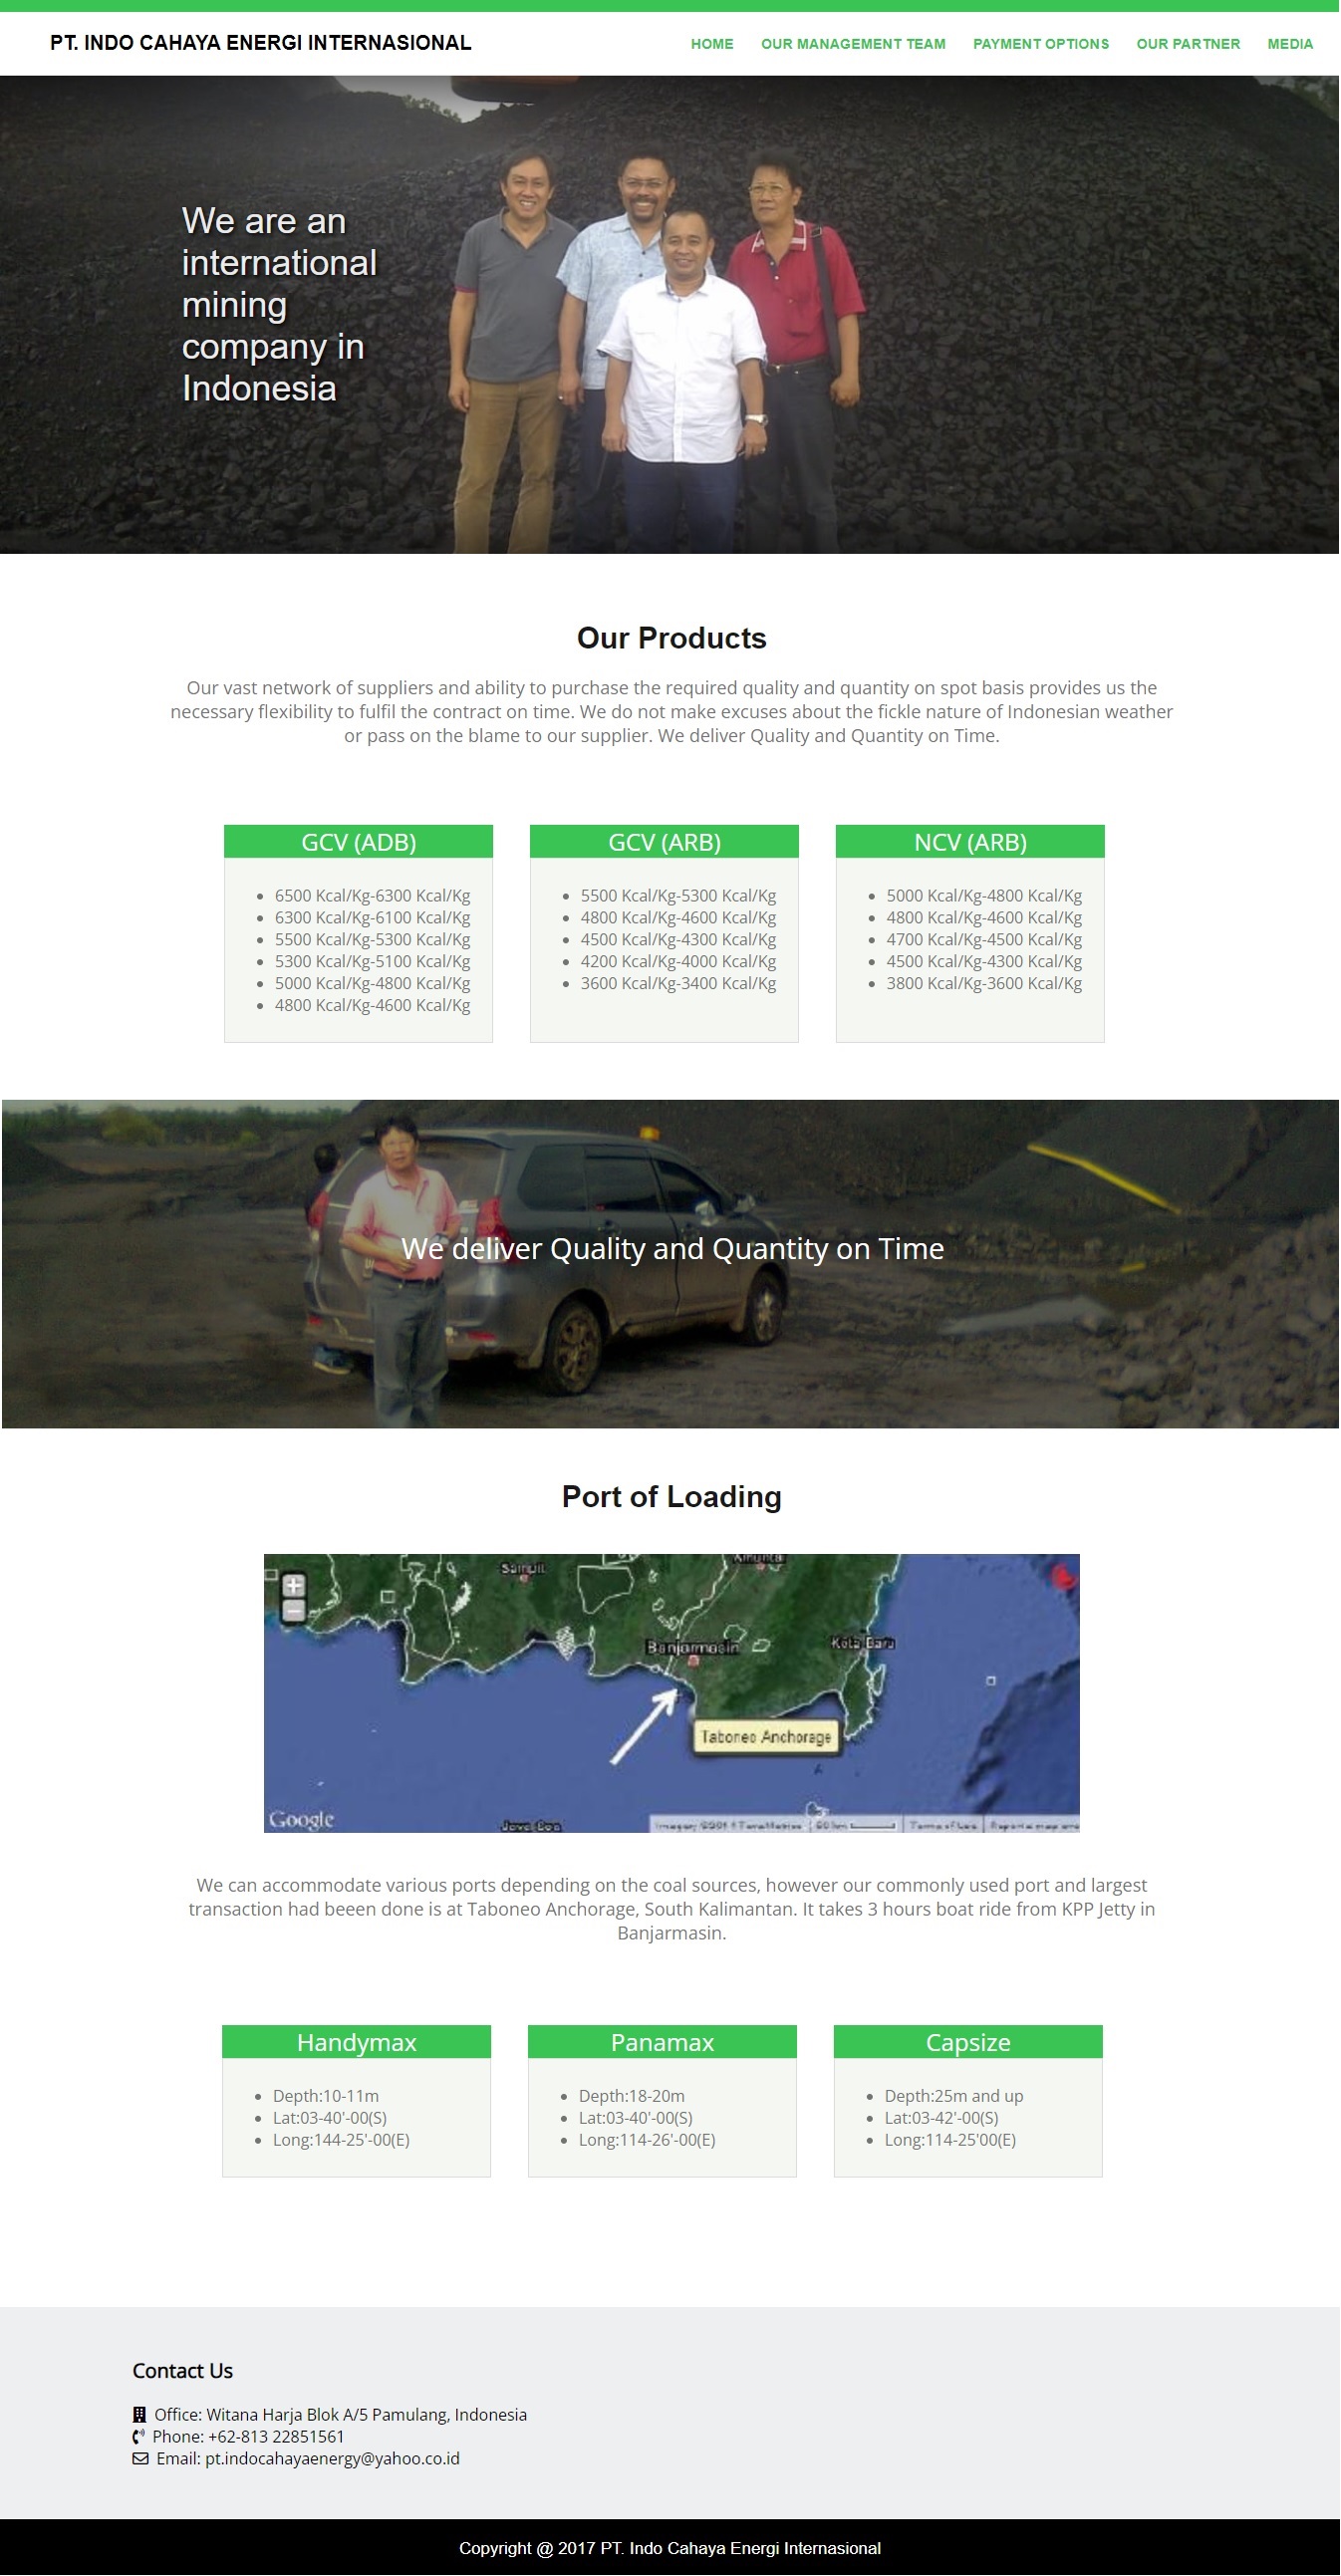 PT. INDO CAHAYA ENERGI INTERNASIONAL
HOME
OUR MANAGEMENT TEAM
PAYMENT OPTIONS
OUR PARTNER
MEDIA
We are an
international
mining
company in
Indonesia
Our Products
Our vast network of suppliers and ability to purchase the required quality and quantity on spot basis provides us the
necessary flexibility to fulfil the contract on time. We do not make excuses about the fickle nature of Indonesian weather
or pass on the blame to our supplier. We deliver Quality and Quantity on Time.
GCV (ADB)
6500 Kcal/Kg-6300 Kcal/Kg
6300 Kcal/Kg-6100 Kcal/Kg
5500 Kcal/Kg-5300 Kcal/Kg
5300 Kcal/Kg-5100 Kcal/Kg
5000 Kcal/Kg-4800 Kcal/Kg
4800 Kcal/Kg-4600 Kcal/Kg
GCV (ARB)
5500 Kcal/Kg-5300 Kcal/Kg
4800 Kcal/Kg-4600 Kcal/Kg
4500 Kcal/Kg-4300 Kcal/Kg
4200 Kcal/Kg-4000 Kcal/Kg
3600 Kcal/Kg-3400 Kcal/Kg
NCV (ARB)
5000 Kcal/Kg-4800 Kcal/Kg
4800 Kcal/Kg-4600 Kcal/Kg
4700 Kcal/Kg-4500 Kcal/Kg
4500 Kcal/Kg-4300 Kcal/Kg
3800 Kcal/Kg-3600 Kcal/Kg
We deliver Quality and Quantity on Time
Port of Loading
Sampit
Banjarmasin
Kota Baru
Taboneo Anchorage
Google
Terms of Use
We can accommodate various ports depending on the coal sources, however our commonly used port and largest
transaction had beeen done is at Taboneo Anchorage, South Kalimantan. It takes 3 hours boat ride from KPP Jetty in
Banjarmasin.
Handymax
Depth:10-11m
Lat:03-40'-00(S)
Long:144-25'-00(E)
Panamax
Depth:18-20m
Lat:03-40'-00(S)
Long:114-26'-00(E)
Capsize
Depth:25m and up
Lat:03-42'-00(S)
Long:114-25'00(E)
Contact Us
Office: Witana Harja Blok A/5 Pamulang, Indonesia
Phone: +62-813 22851561
Email: pt.indocahayaenergy@yahoo.co.id
Copyright @ 2017 PT. Indo Cahaya Energi Internasional